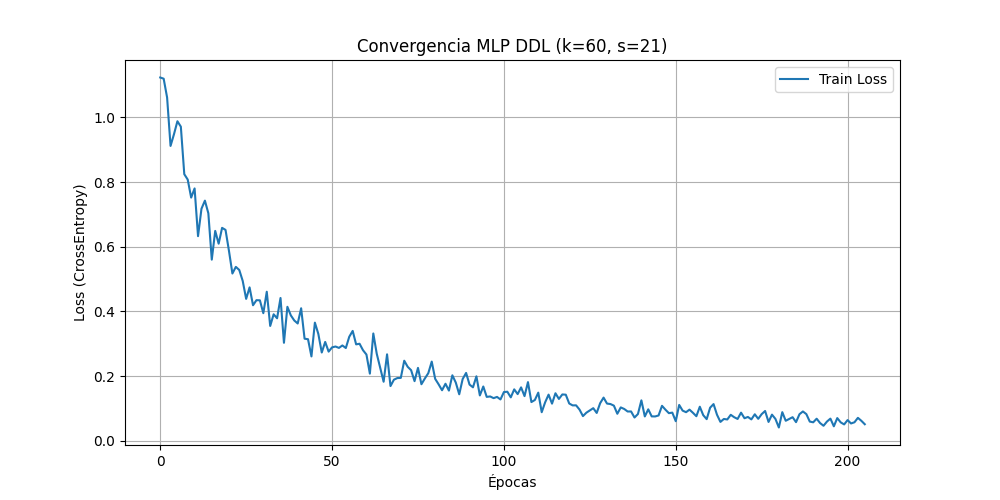 Convergencia MLP DDL (k=60, s=21)
Train Loss
Loss (CrossEntropy)
1.0
0.8
0.6
0.4
0.2
0.0
0 50 100 150 200
Épocas